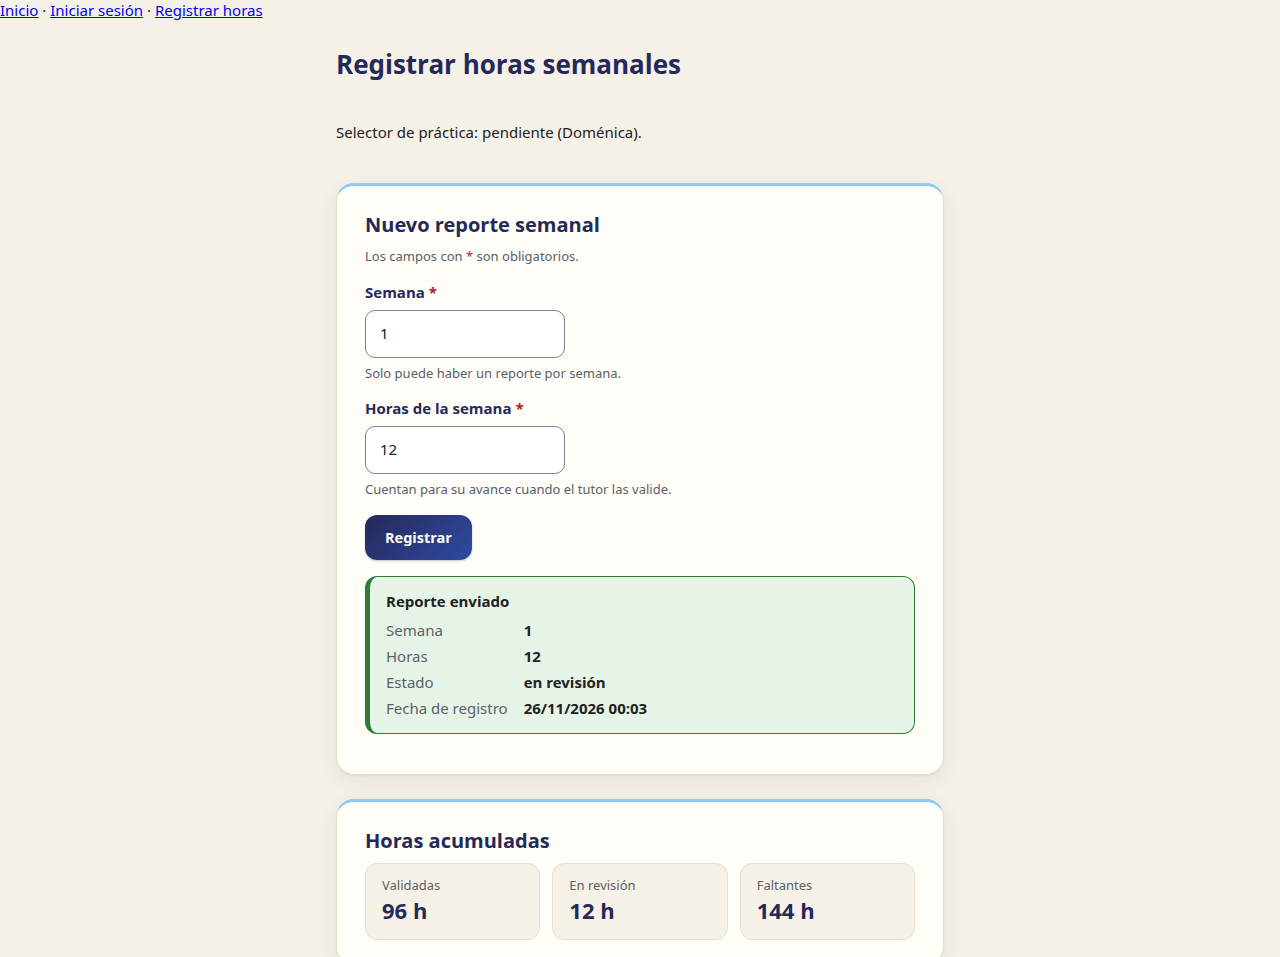 Inicio · Iniciar sesión · Registrar horas
Registrar horas semanales
Selector de práctica: pendiente (Doménica).
Nuevo reporte semanal
Los campos con * son obligatorios.
Semana *
1
Solo puede haber un reporte por semana.
Horas de la semana *
12
Cuentan para su avance cuando el tutor las valide.
Registrar
Reporte enviado
Semana 1
Horas 12
Estado en revisión
Fecha de registro 26/11/2026 00:03
Horas acumuladas
Validadas En revisión Faltantes
96 h 12 h 144 h